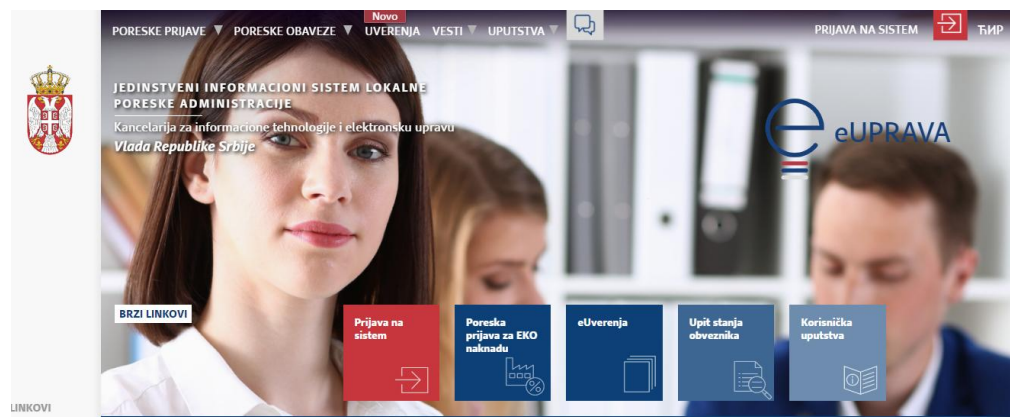 Novo
PORESKE PRIJAVE PORESKE OBAVEZE UVERENJA VESTI UPUTSTVA PRIJAVA NA SISTEM ЋИР
JEDINSTVENI INFORMACIONI SISTEM LOKALNE
PORESKE ADMINISTRACIJE
Kancelarija za informacione tehnologije i elektronsku upravu
Vlada Republike Srbije
eUPRAVA
BRZI LINKOVI
Prijava na
sistem
Poreska
prijava za EKO
naknadu
eUverenja
Upit stanja
obveznika
Korisnička
uputstva
LINKOVI